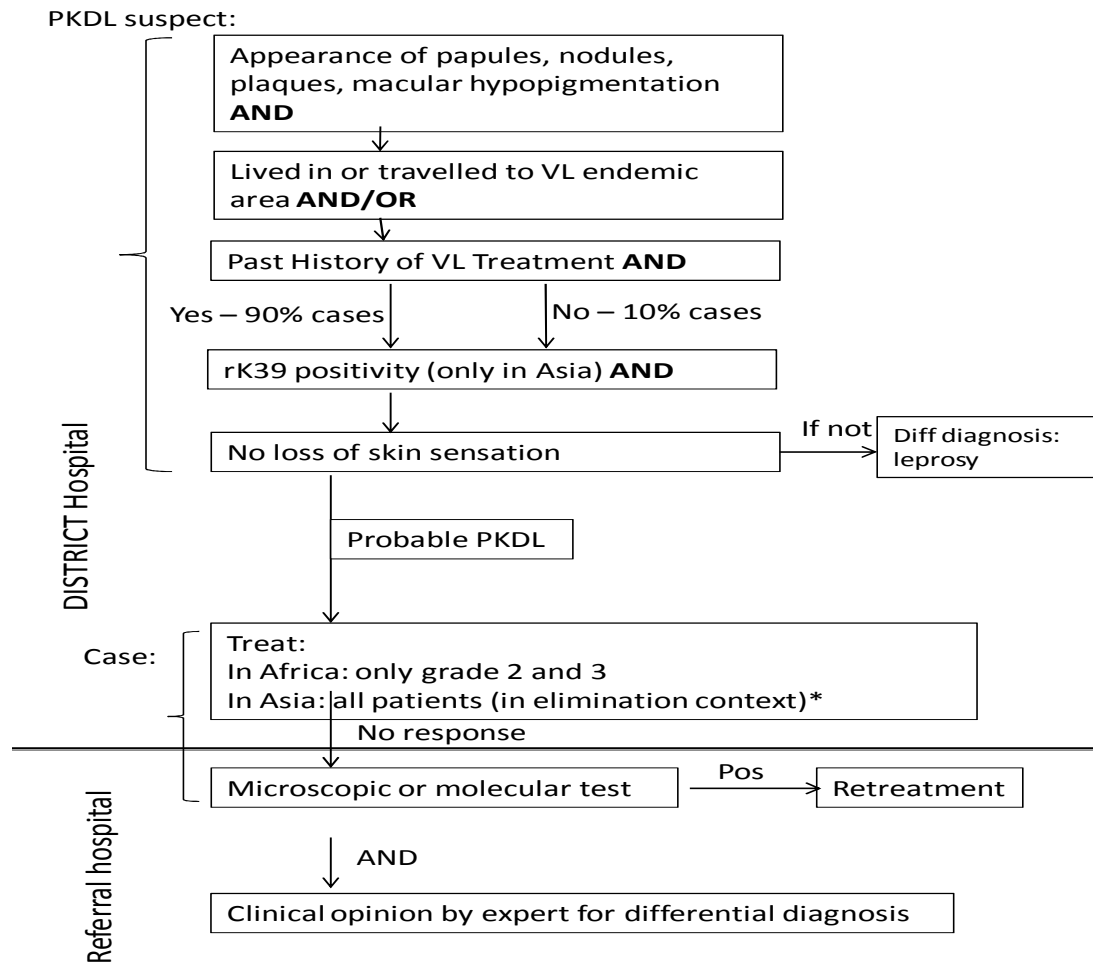 PKDL suspect:
Appearance of papules, nodules,
plaques, macular hypopigmentation
AND
Lived in or travelled to VL endemic
area AND/OR
Past History of VL Treatment AND
Yes – 90% cases
No – 10% cases
rK39 positivity (only in Asia) AND
No loss of skin sensation
If not
Diff diagnosis:
leprosy
DISTRICT Hospital
Probable PKDL
Case:
Treat:
In Africa: only grade 2 and 3
In Asia: all patients (in elimination context)*
No response
Microscopic or molecular test
Pos
Retreatment
Referral hospital
AND
Clinical opinion by expert for differential diagnosis